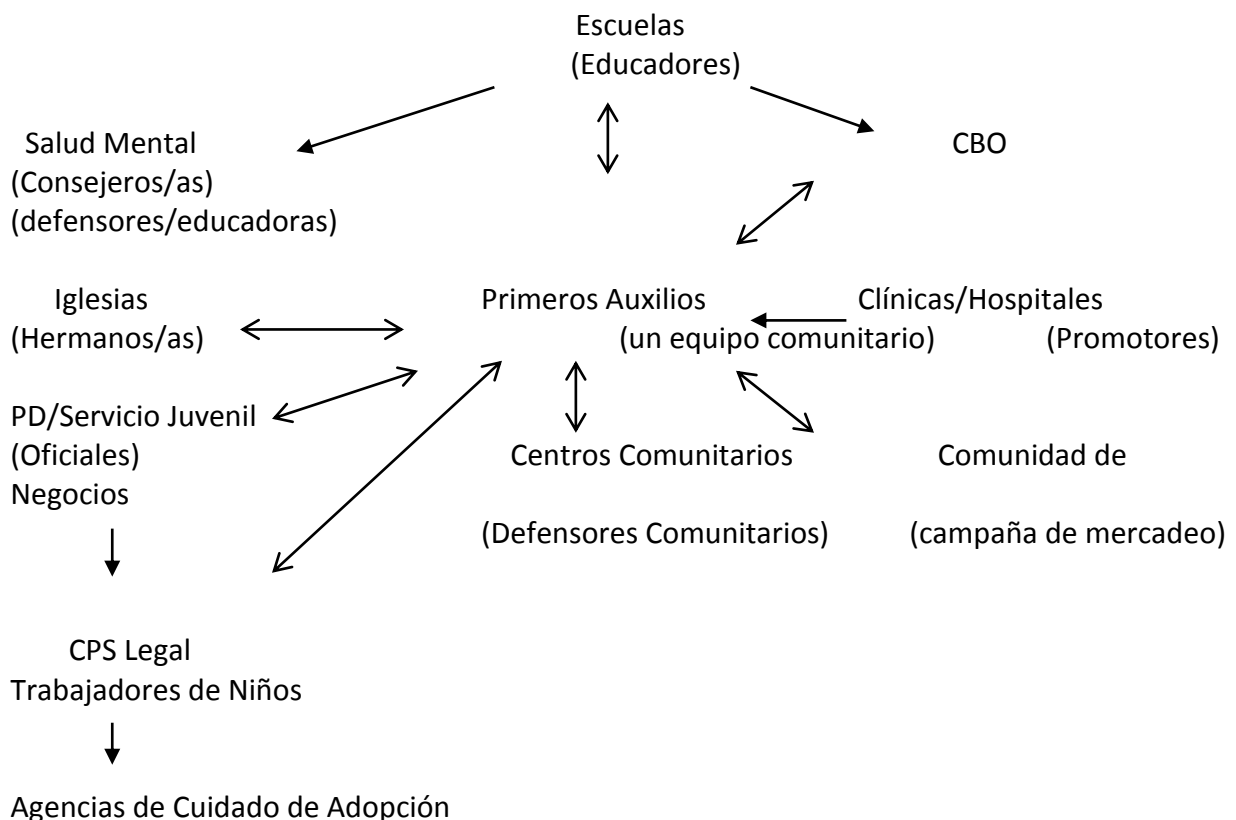 Escuelas
(Educadores)
Salud Mental CBO
(Consejeros/as)
(defensores/educadoras)
Iglesias Primeros Auxilios Clínicas/Hospitales
(Hermanos/as) (un equipo comunitario) (Promotores)
PD/Servicio Juvenil
(Oficiales) Centros Comunitarios Comunidad de
Negocios
(Defensores Comunitarios) (campaña de mercadeo)
CPS Legal
Trabajadores de Niños
Agencias de Cuidado de Adopción